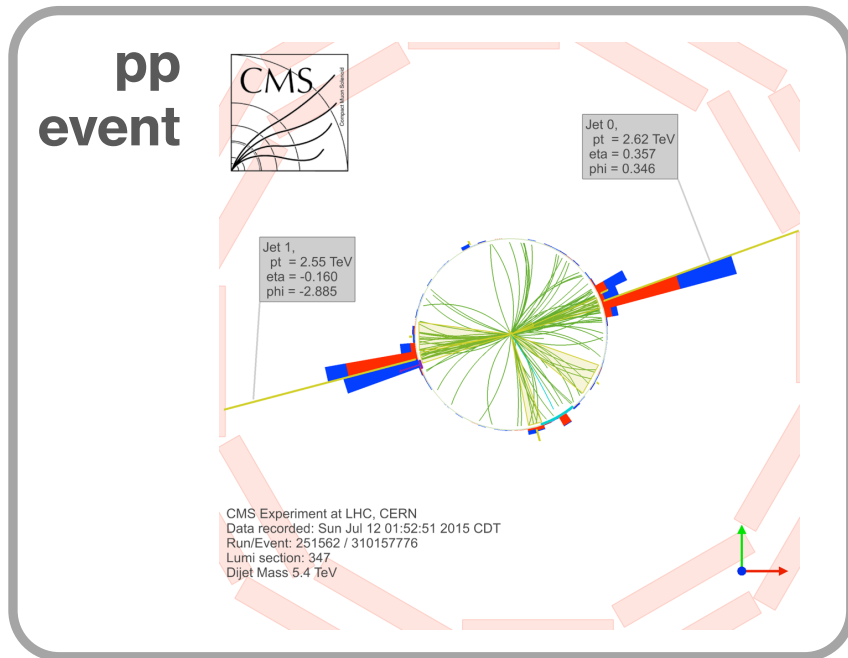 pp
event
CMS
Compact Muon Solenoid
Jet 0,
pt = 2.62 TeV
eta = 0.357
phi = 0.346
Jet 1,
pt = 2.55 TeV
eta = -0.160
phi = -2.885
CMS Experiment at LHC, CERN
Data recorded: Sun Jul 12 01:52:51 2015 CDT
Run/Event: 251562 / 310157776
Lumi section: 347
Dijet Mass 5.4 TeV